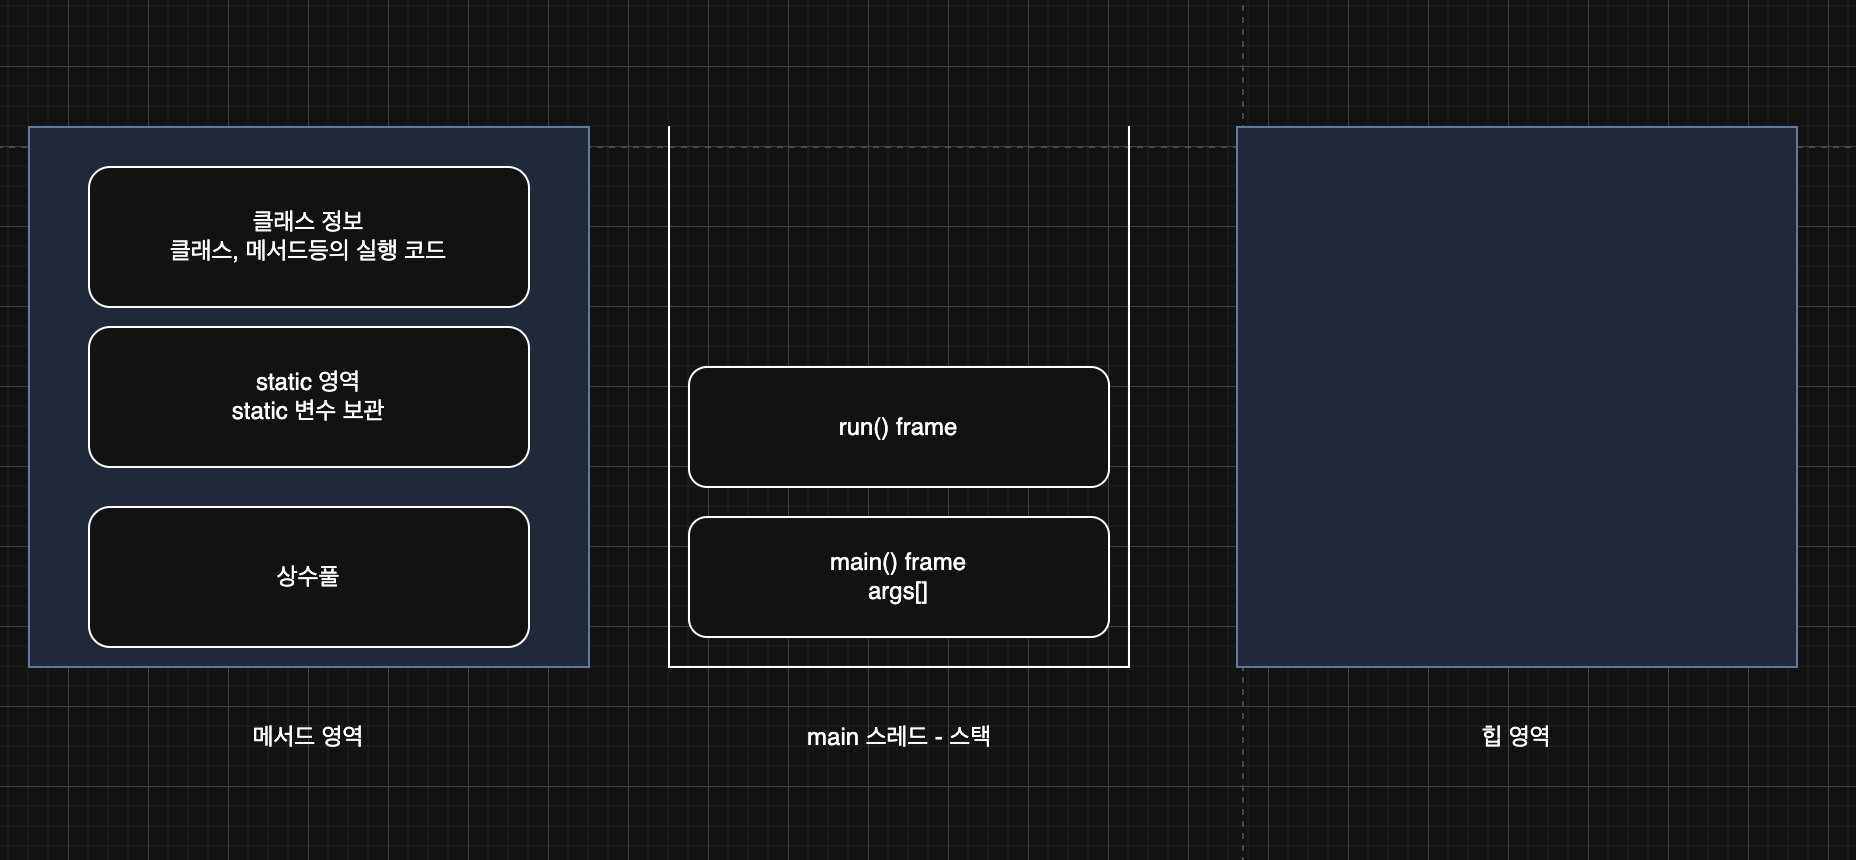 클래스 정보
클래스, 메서드등의 실행 코드
static 영역
static 변수 보관
상수풀
메서드 영역
run() frame
main() frame
args[]
main 스레드 - 스택
힙 영역